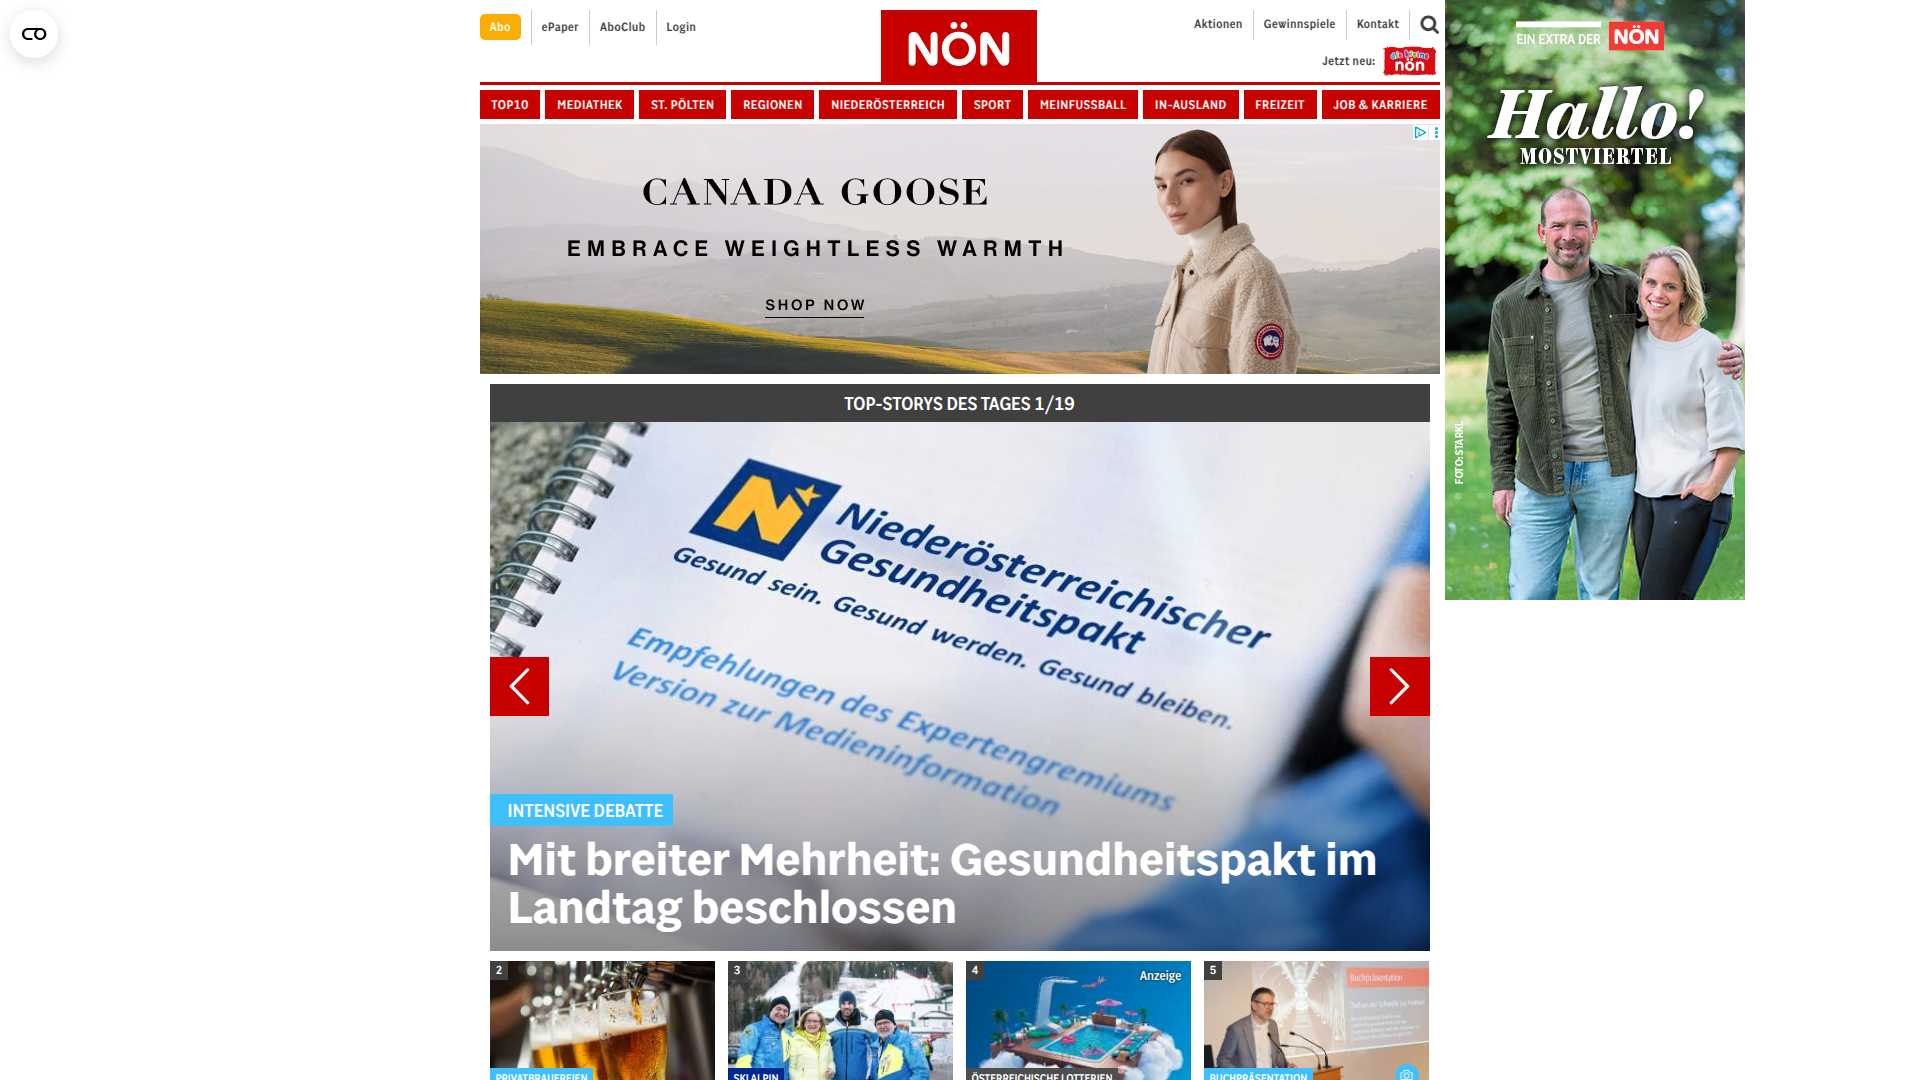 Abo
ePaper
AboClub
Login
NÖN
Aktionen
Gewinnspiele
Kontakt
Jetzt neu:
die kleine
nön
TOP10
MEDIATHEK
ST. PÖLTEN
REGIONEN
NIEDERÖSTERREICH
SPORT
MEINFUSSBALL
IN-AUSLAND
FREIZEIT
JOB & KARRIERE
CANADA GOOSE
EMBRACE WEIGHTLESS WARMTH
SHOP NOW
EIN EXTRA DER NÖN
Hallo!
MOSTVIERTEL
FOTO: STARKL
TOP-STORYS DES TAGES 1/19
N
Niederösterreichischer
Gesundheitspakt
Gesund sein. Gesund werden. Gesund bleiben.
Empfehlungen des Expertengremiums
Version zur Medieninformation
INTENSIVE DEBATTE
Mit breiter Mehrheit: Gesundheitspakt im
Landtag beschlossen
2
PRIVATBRAUEREIEN
3
SKI ALPIN
4
Anzeige
ÖSTERREICHISCHE LOTTERIEN
5
Buchpräsentation
BUCHPRÄSENTATION